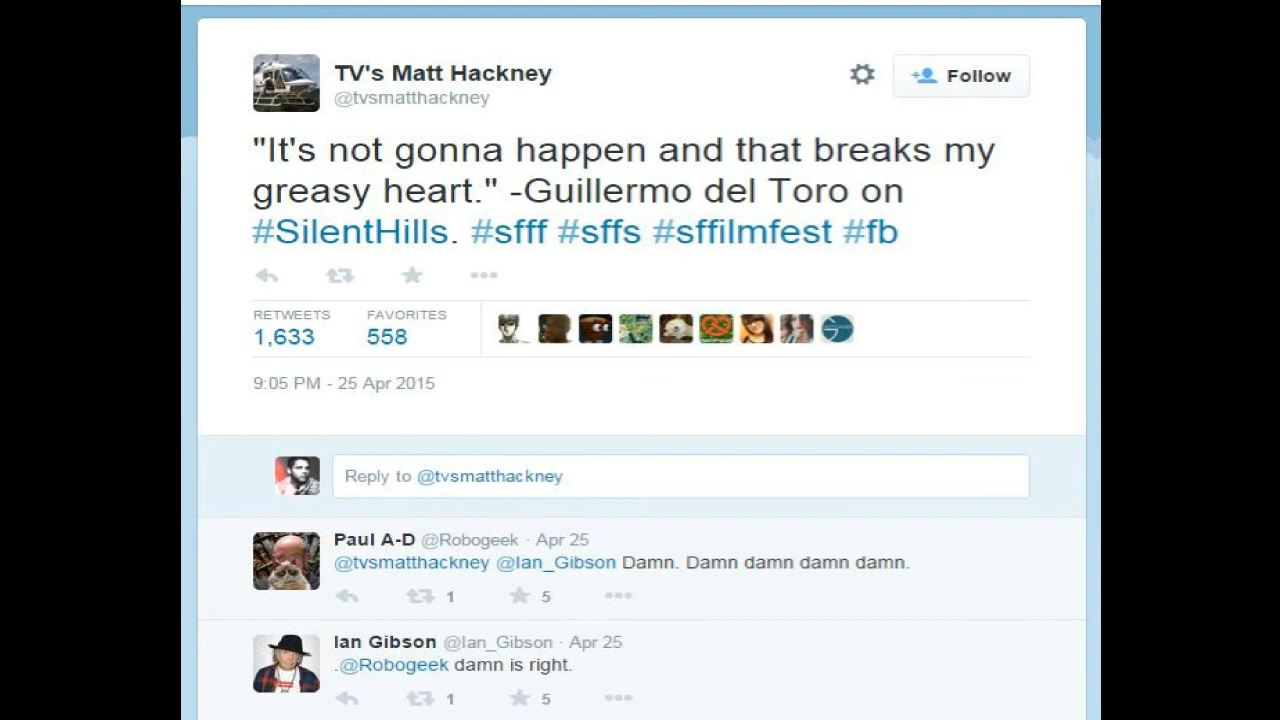 TV's Matt Hackney
@tvsmatthackney
Follow
"It's not gonna happen and that breaks my
greasy heart." -Guillermo del Toro on
#SilentHills. #sfff #sffs #sffilmfest #fb
RETWEETS FAVORITES
1,633 558
9:05 PM - 25 Apr 2015
Reply to @tvsmatthackney
Paul A-D @Robogeek · Apr 25
@tvsmatthackney @Ian_Gibson Damn. Damn damn damn damn.
1 5
Ian Gibson @Ian_Gibson · Apr 25
.@Robogeek damn is right.
1 5